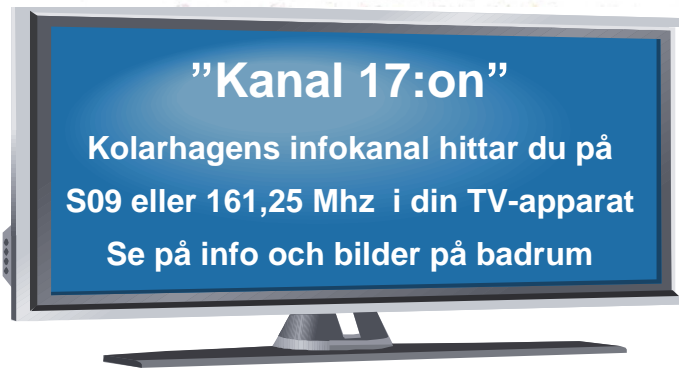 ”Kanal 17:on”
Kolarhagens infokanal hittar du på
S09 eller 161,25 Mhz i din TV-apparat
Se på info och bilder på badrum